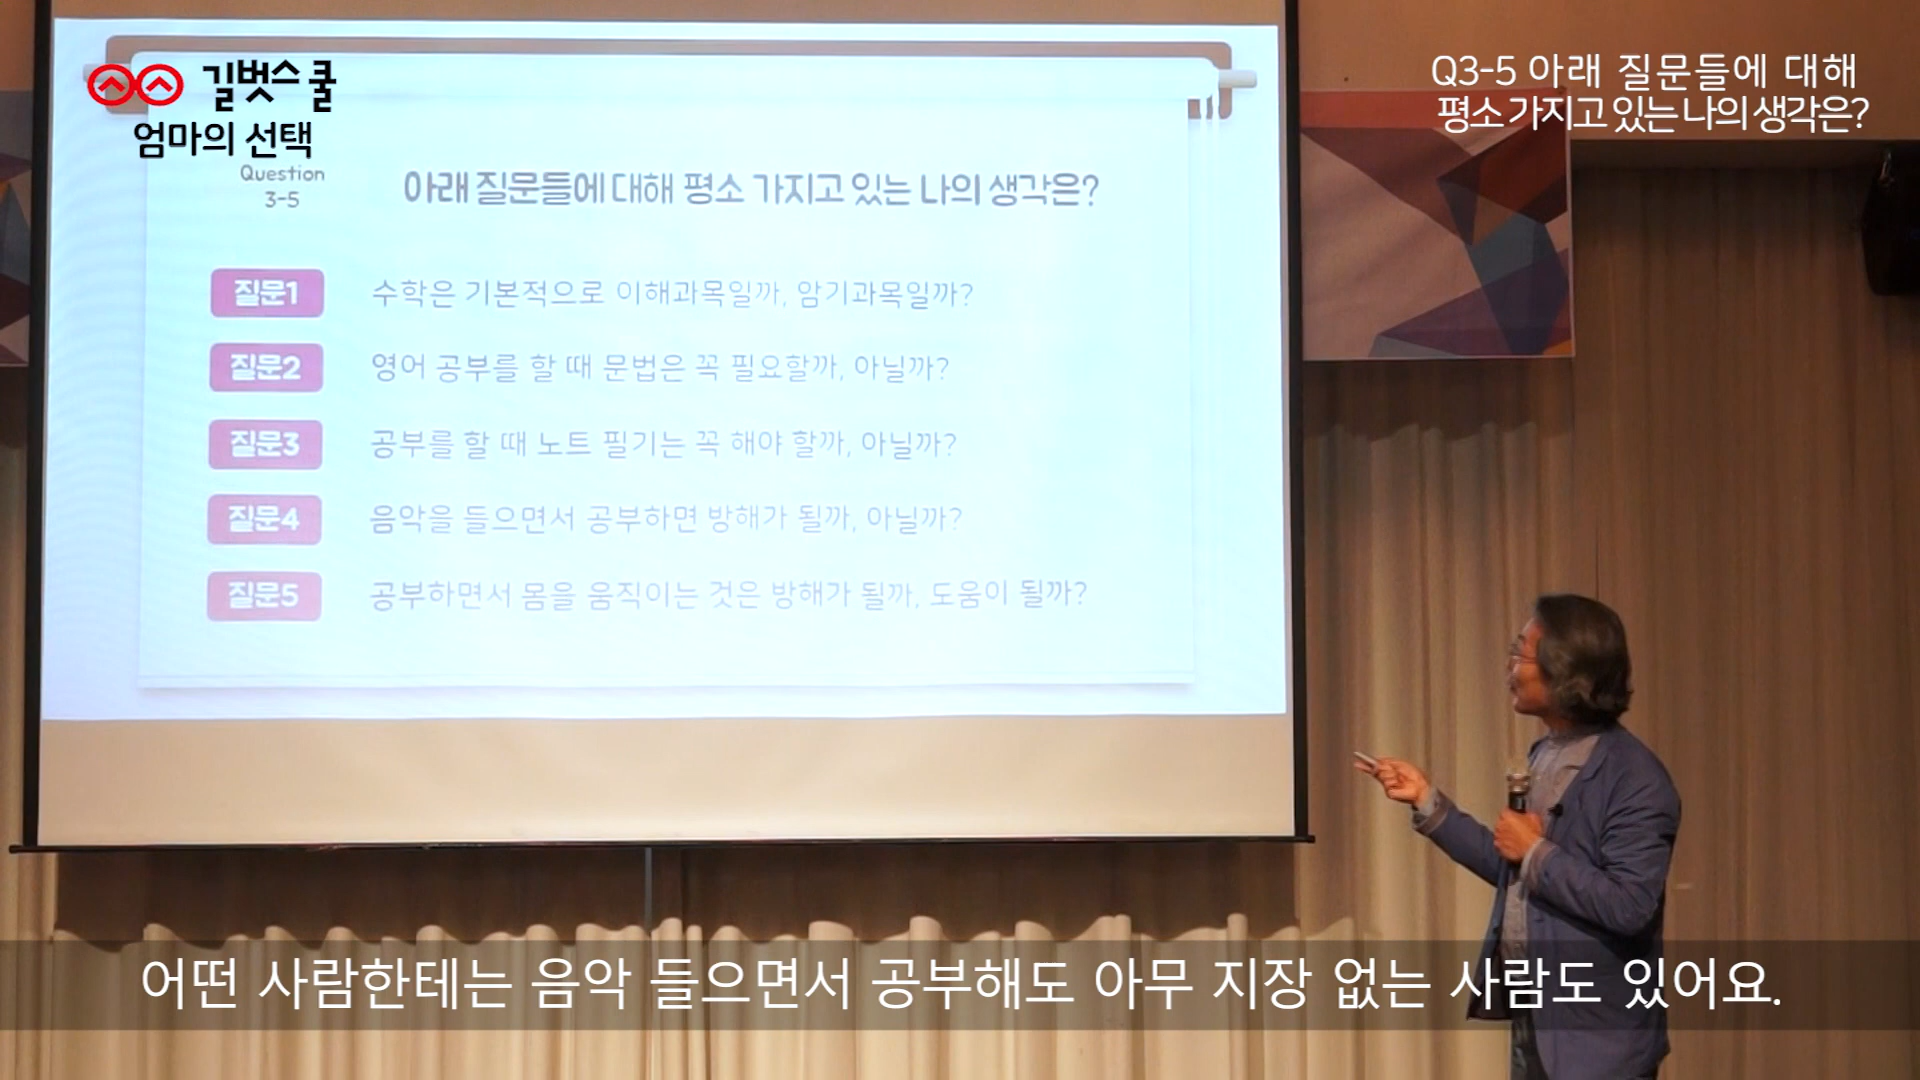 길벗스쿨
엄마의 선택
Q3-5 아래 질문들에 대해
평소 가지고 있는 나의 생각은?
Question
3-5
아래 질문들에 대해 평소 가지고 있는 나의 생각은?
질문1 수학은 기본적으로 이해과목일까, 암기과목일까?
질문2 영어 공부를 할 때 문법은 꼭 필요할까, 아닐까?
질문3 공부를 할 때 노트 필기는 꼭 해야 할까, 아닐까?
질문4 음악을 들으면서 공부하면 방해가 될까, 아닐까?
질문5 공부하면서 몸을 움직이는 것은 방해가 될까, 도움이 될까?
어떤 사람한테는 음악 들으면서 공부해도 아무 지장 없는 사람도 있어요.